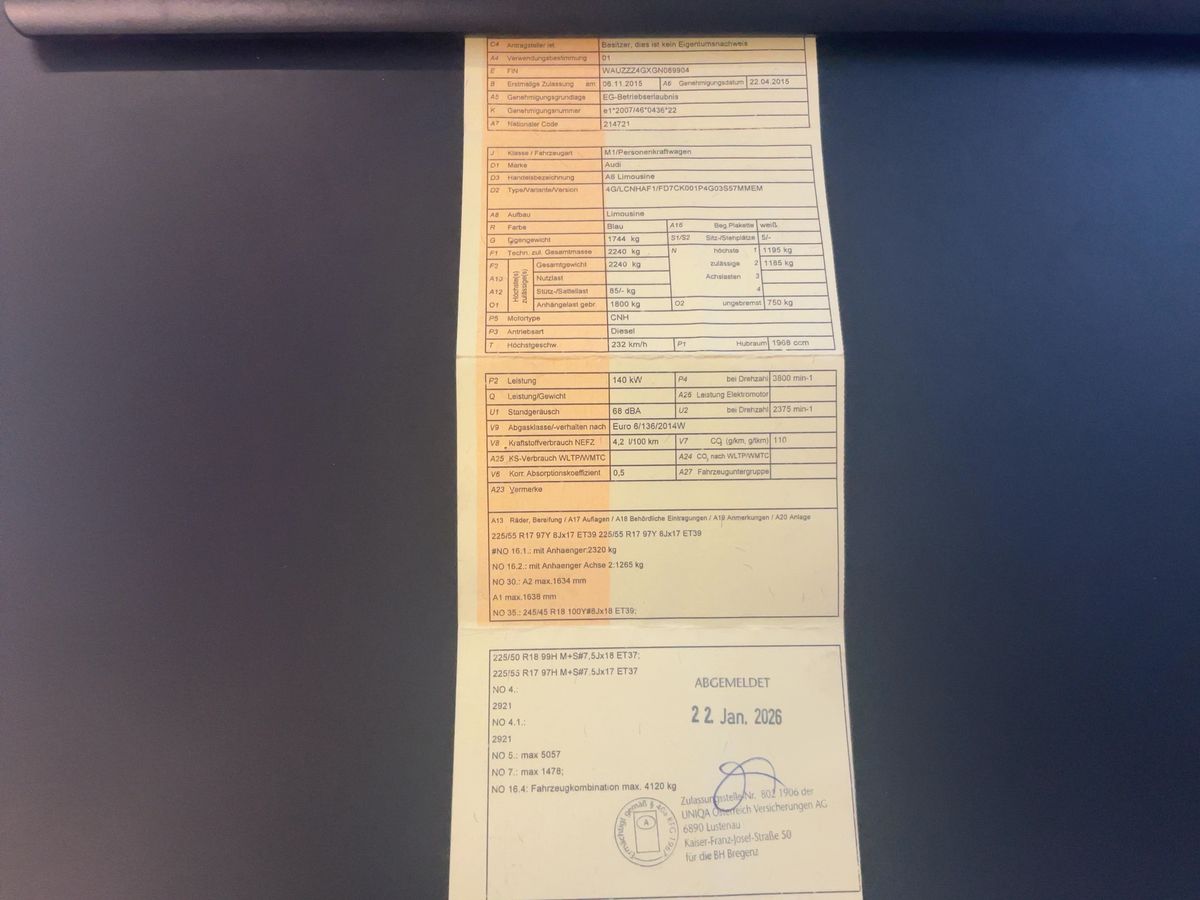 C4 Antragsteller ist Besitzer, dies ist kein Eigentumsnachweis
A4 Verwendungsbestimmung 01
E FIN WAUZZZ4GXGN069904
B Erstmalige Zulassung am: 06.11.2015 A6 Genehmigungsdatum 22.04.2015
A5 Genehmigungsgrundlage EG-Betriebserlaubnis
K Genehmigungsnummer e1*2007/46*0436*22
A7 Nationaler Code 214721
J Klasse / Fahrzeugart M1/Personenkraftwagen
D1 Marke Audi
D3 Handelsbezeichnung A6 Limousine
D2 Type/Variante/Version 4G/LCNHAF1/FD7CK001P4G03S57MMEM
A8 Aufbau Limousine
R Farbe Blau A16 Beg.Plakette weiß
G Eigengewicht 1744 kg S1/S2 Sitz-/Stehplätze 5/-
F1 Techn. zul. Gesamtmasse 2240 kg N höchste 1 1195 kg
F2 Höchste(s) zulässige(s) Gesamtgewicht 2240 kg zulässige 2 1185 kg
A10 Nutzlast Achslasten 3
A12 Stütz-/Sattellast 85/- kg 4
O1 Anhängelast gebr. 1800 kg O2 ungebremst 750 kg
P5 Motortype CNH
P3 Antriebsart Diesel
T Höchstgeschw. 232 km/h P1 Hubraum 1968 ccm
P2 Leistung 140 kW P4 bei Drehzahl 3800 min-1
Q Leistung/Gewicht A26 Leistung Elektromotor
U1 Standgeräusch 68 dBA U2 bei Drehzahl 2375 min-1
V9 Abgasklasse/-verhalten nach Euro 6/136/2014W
V8 Kraftstoffverbrauch NEFZ 4,2 l/100 km V7 CO2 (g/km, g/tkm) 110
A25 KS-Verbrauch WLTP/WMTC A24 CO2 nach WLTP/WMTC
V6 Korr. Absorptionskoeffizient 0,5 A27 Fahrzeuguntergruppe
A23 Vermerke
A13 Räder, Bereifung / A17 Auflagen / A18 Behördliche Eintragungen / A19 Anmerkungen / A20 Anlage
225/55 R17 97Y 8Jx17 ET39 225/55 R17 97Y 8Jx17 ET39
#NO 16.1.: mit Anhaenger:2320 kg
NO 16.2.: mit Anhaenger Achse 2:1265 kg
NO 30.: A2 max.1634 mm
A1 max.1638 mm
NO 35.: 245/45 R18 100Y#8Jx18 ET39;
225/50 R18 99H M+S#7,5Jx18 ET37;
225/55 R17 97H M+S#7.5Jx17 ET37
NO 4.:
2921
NO 4.1.:
2921
NO 5.: max 5057
NO 7.: max 1478;
NO 16.4: Fahrzeugkombination max. 4120 kg
ABGEMELDET
22. Jan. 2026
Zulassungsstelle Nr. 802 1906 der
UNIQA Österreich Versicherungen AG
6890 Lustenau
Kaiser-Franz-Josef-Straße 50
für die BH Bregenz
Ermächtigt gemäß § 40a KFG 1967
A